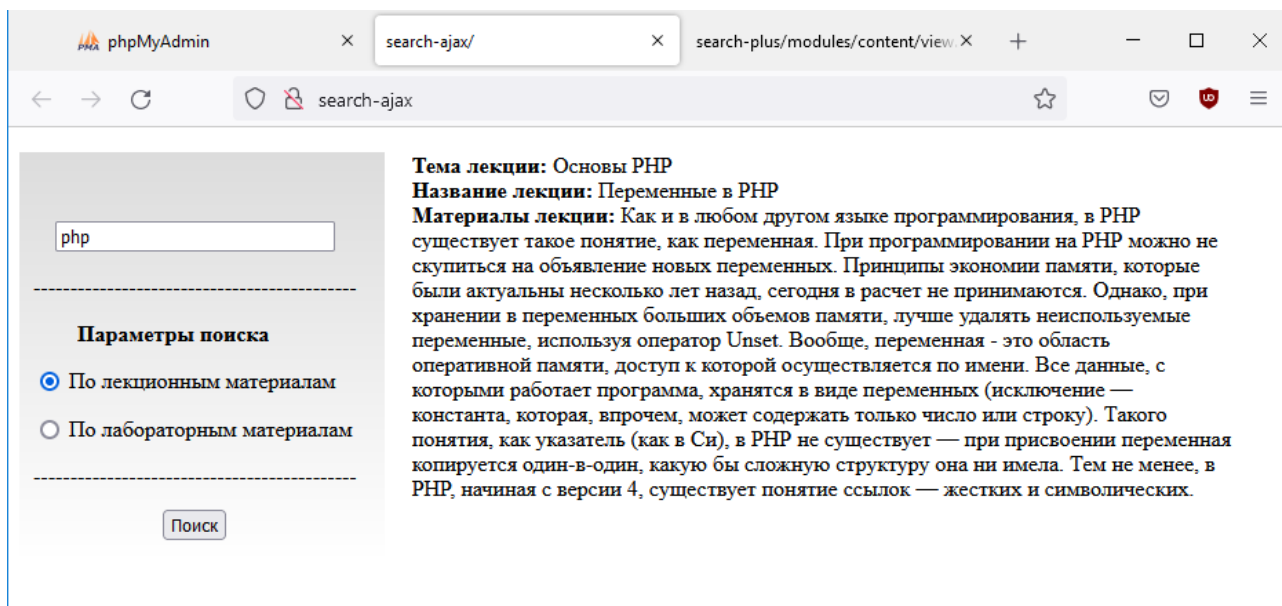 phpMyAdmin
search-ajax/
search-plus/modules/content/view
search-ajax
php
---------------------------------------------
Параметры поиска
По лекционным материалам
По лабораторным материалам
---------------------------------------------
Поиск
Тема лекции: Основы PHP
Название лекции: Переменные в PHP
Материалы лекции: Как и в любом другом языке программирования, в PHP
существует такое понятие, как переменная. При программировании на PHP можно не
скупиться на объявление новых переменных. Принципы экономии памяти, которые
были актуальны несколько лет назад, сегодня в расчет не принимаются. Однако, при
хранении в переменных больших объемов памяти, лучше удалять неиспользуемые
переменные, используя оператор Unset. Вообще, переменная - это область
оперативной памяти, доступ к которой осуществляется по имени. Все данные, с
которыми работает программа, хранятся в виде переменных (исключение —
константа, которая, впрочем, может содержать только число или строку). Такого
понятия, как указатель (как в Си), в PHP не существует — при присвоении переменная
копируется один-в-один, какую бы сложную структуру она ни имела. Тем не менее, в
PHP, начиная с версии 4, существует понятие ссылок — жестких и символических.